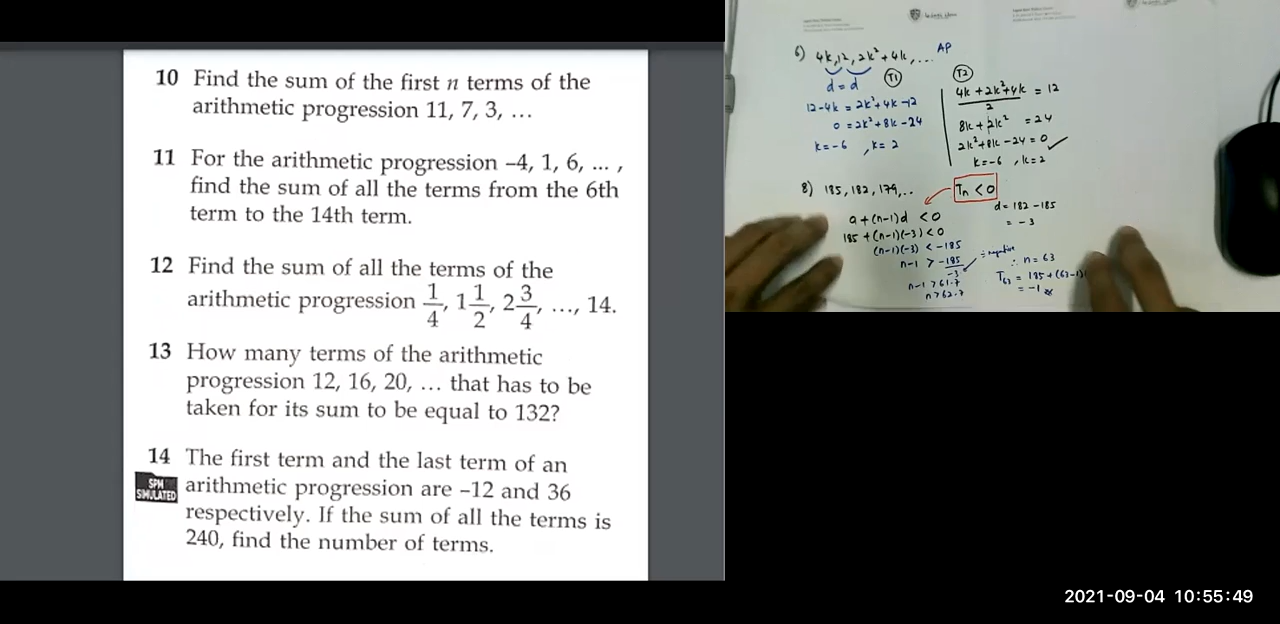 10 Find the sum of the first n terms of the
arithmetic progression 11, 7, 3, …
11 For the arithmetic progression –4, 1, 6, … ,
find the sum of all the terms from the 6th
term to the 14th term.
12 Find the sum of all the terms of the
arithmetic progression 1/4, 1 1/2, 2 3/4, …, 14.
13 How many terms of the arithmetic
progression 12, 16, 20, … that has to be
taken for its sum to be equal to 132?
14 The first term and the last term of an
SPM SIMULATED
arithmetic progression are –12 and 36
respectively. If the sum of all the terms is
240, find the number of terms.
6) 4k, 12, 2k² + 4k, ... AP
d = d
T1
12-4k = 2k²+4k-12
0 = 2k²+8k-24
k=-6 , k=2
T2
(4k + 2k²+4k)/2 = 12
8k + 2k² = 24
2k²+8k-24=0
k=-6 , k=2
8) 185, 182, 179, .. Tn < 0
d = 182 - 185
= -3
a+(n-1)d < 0
185 + (n-1)(-3) < 0
(n-1)(-3) < -185
n-1 > -185/-3
÷ negative
n-1 > 61.7
n > 62.7
∴ n = 63
T63 = 185+(63-1)
= -1
2021-09-04 10:55:49